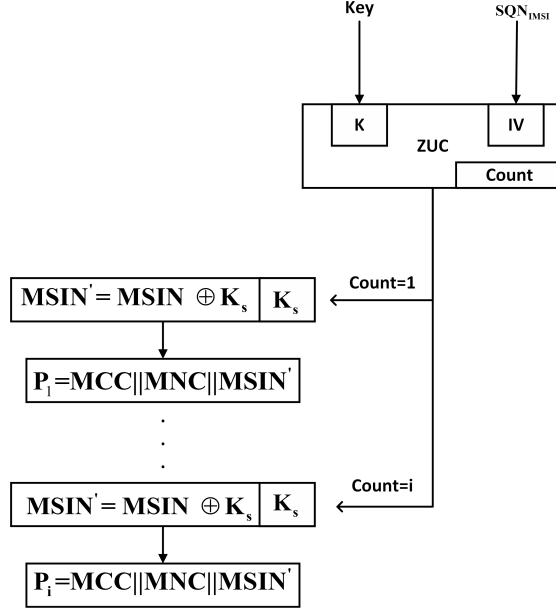 Key SQN_IMSI
K IV
ZUC
Count
MSIN' = MSIN ⊕ K_s K_s Count=1
P_1=MCC||MNC||MSIN'
.
.
.
Count=i
MSIN' = MSIN ⊕ K_s K_s
P_i=MCC||MNC||MSIN'